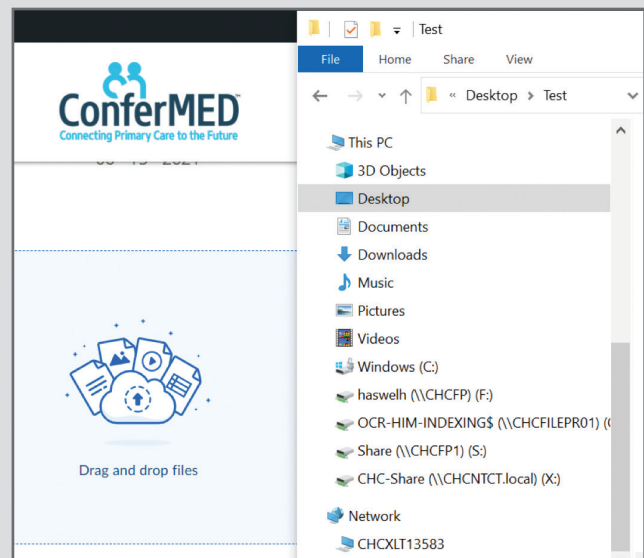 ConferMED™
Connecting Primary Care to the Future
Drag and drop files
Test
File Home Share View
« Desktop > Test
This PC
3D Objects
Desktop
Documents
Downloads
Music
Pictures
Videos
Windows (C:)
haswelh (\\CHCFP) (F:)
OCR-HIM-INDEXING$ (\\CHCFILEPR01) (
Share (\\CHCFP1) (S:)
CHC-Share (\\CHCNTCT.local) (X:)
Network
CHCXLT13583